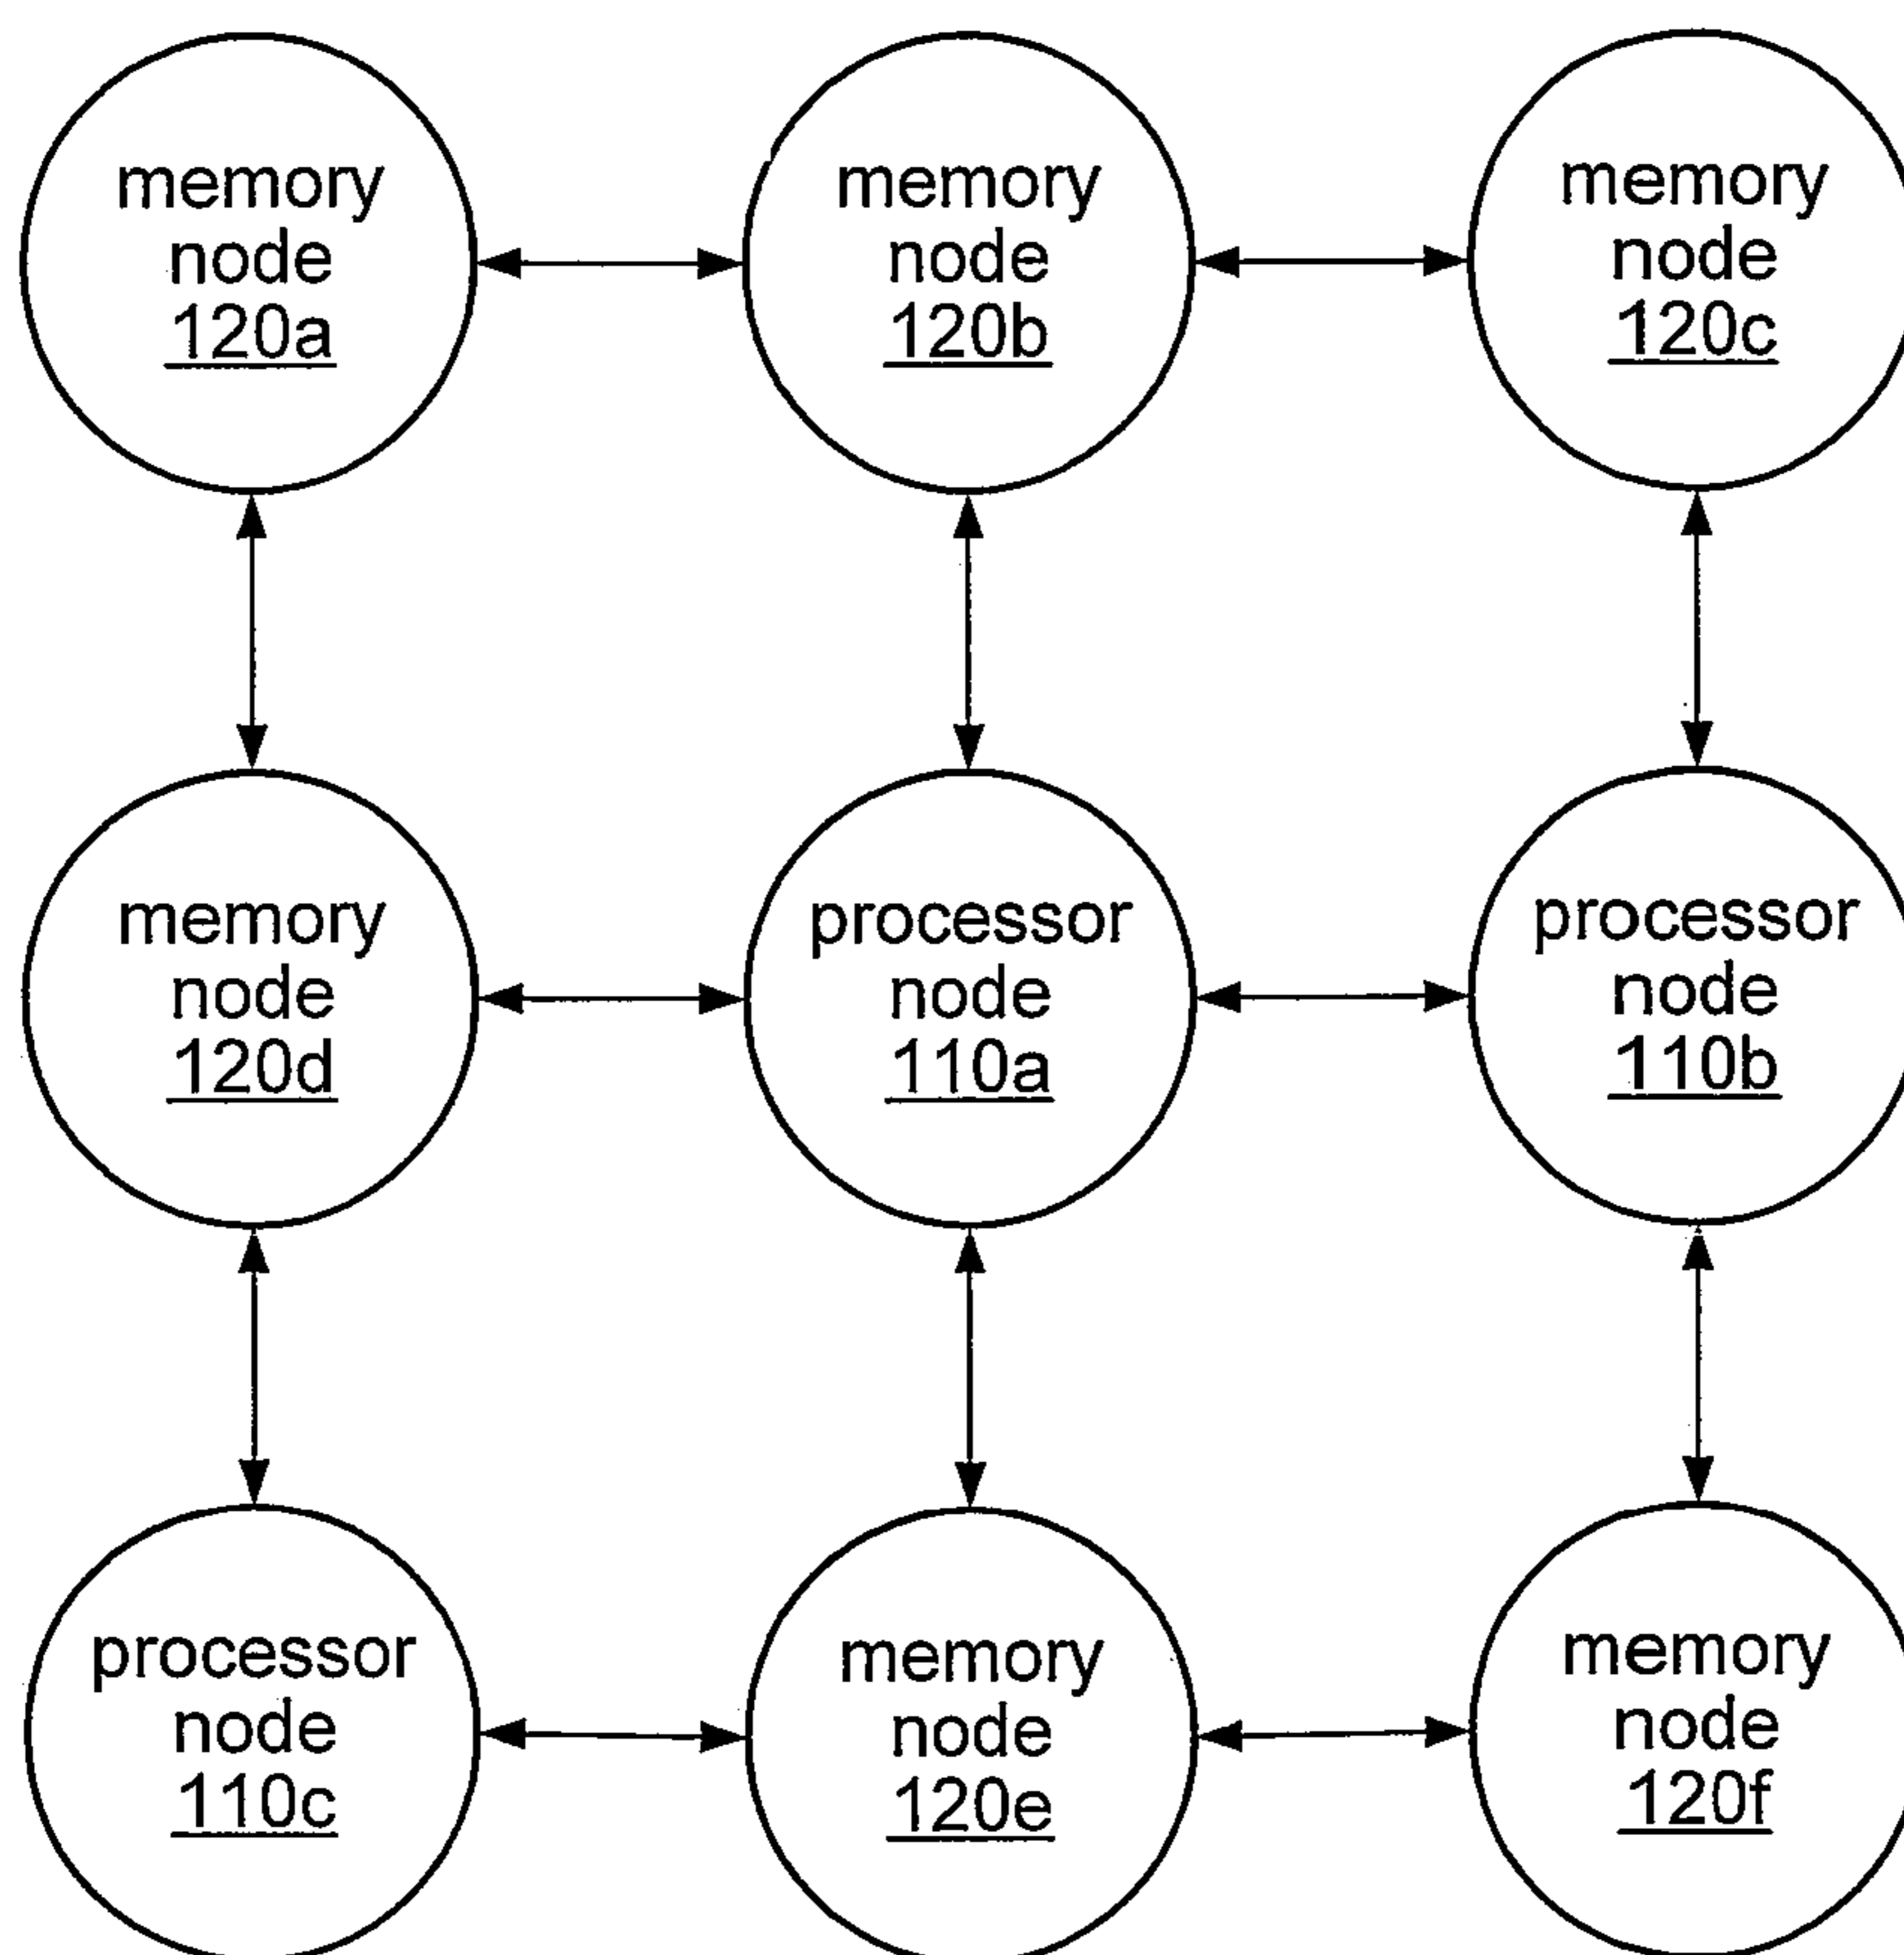 memory
node
120a
memory
node
120b
memory
node
120c
memory
node
120d
processor
node
110a
processor
node
110b
processor
node
110c
memory
node
120e
memory
node
120f